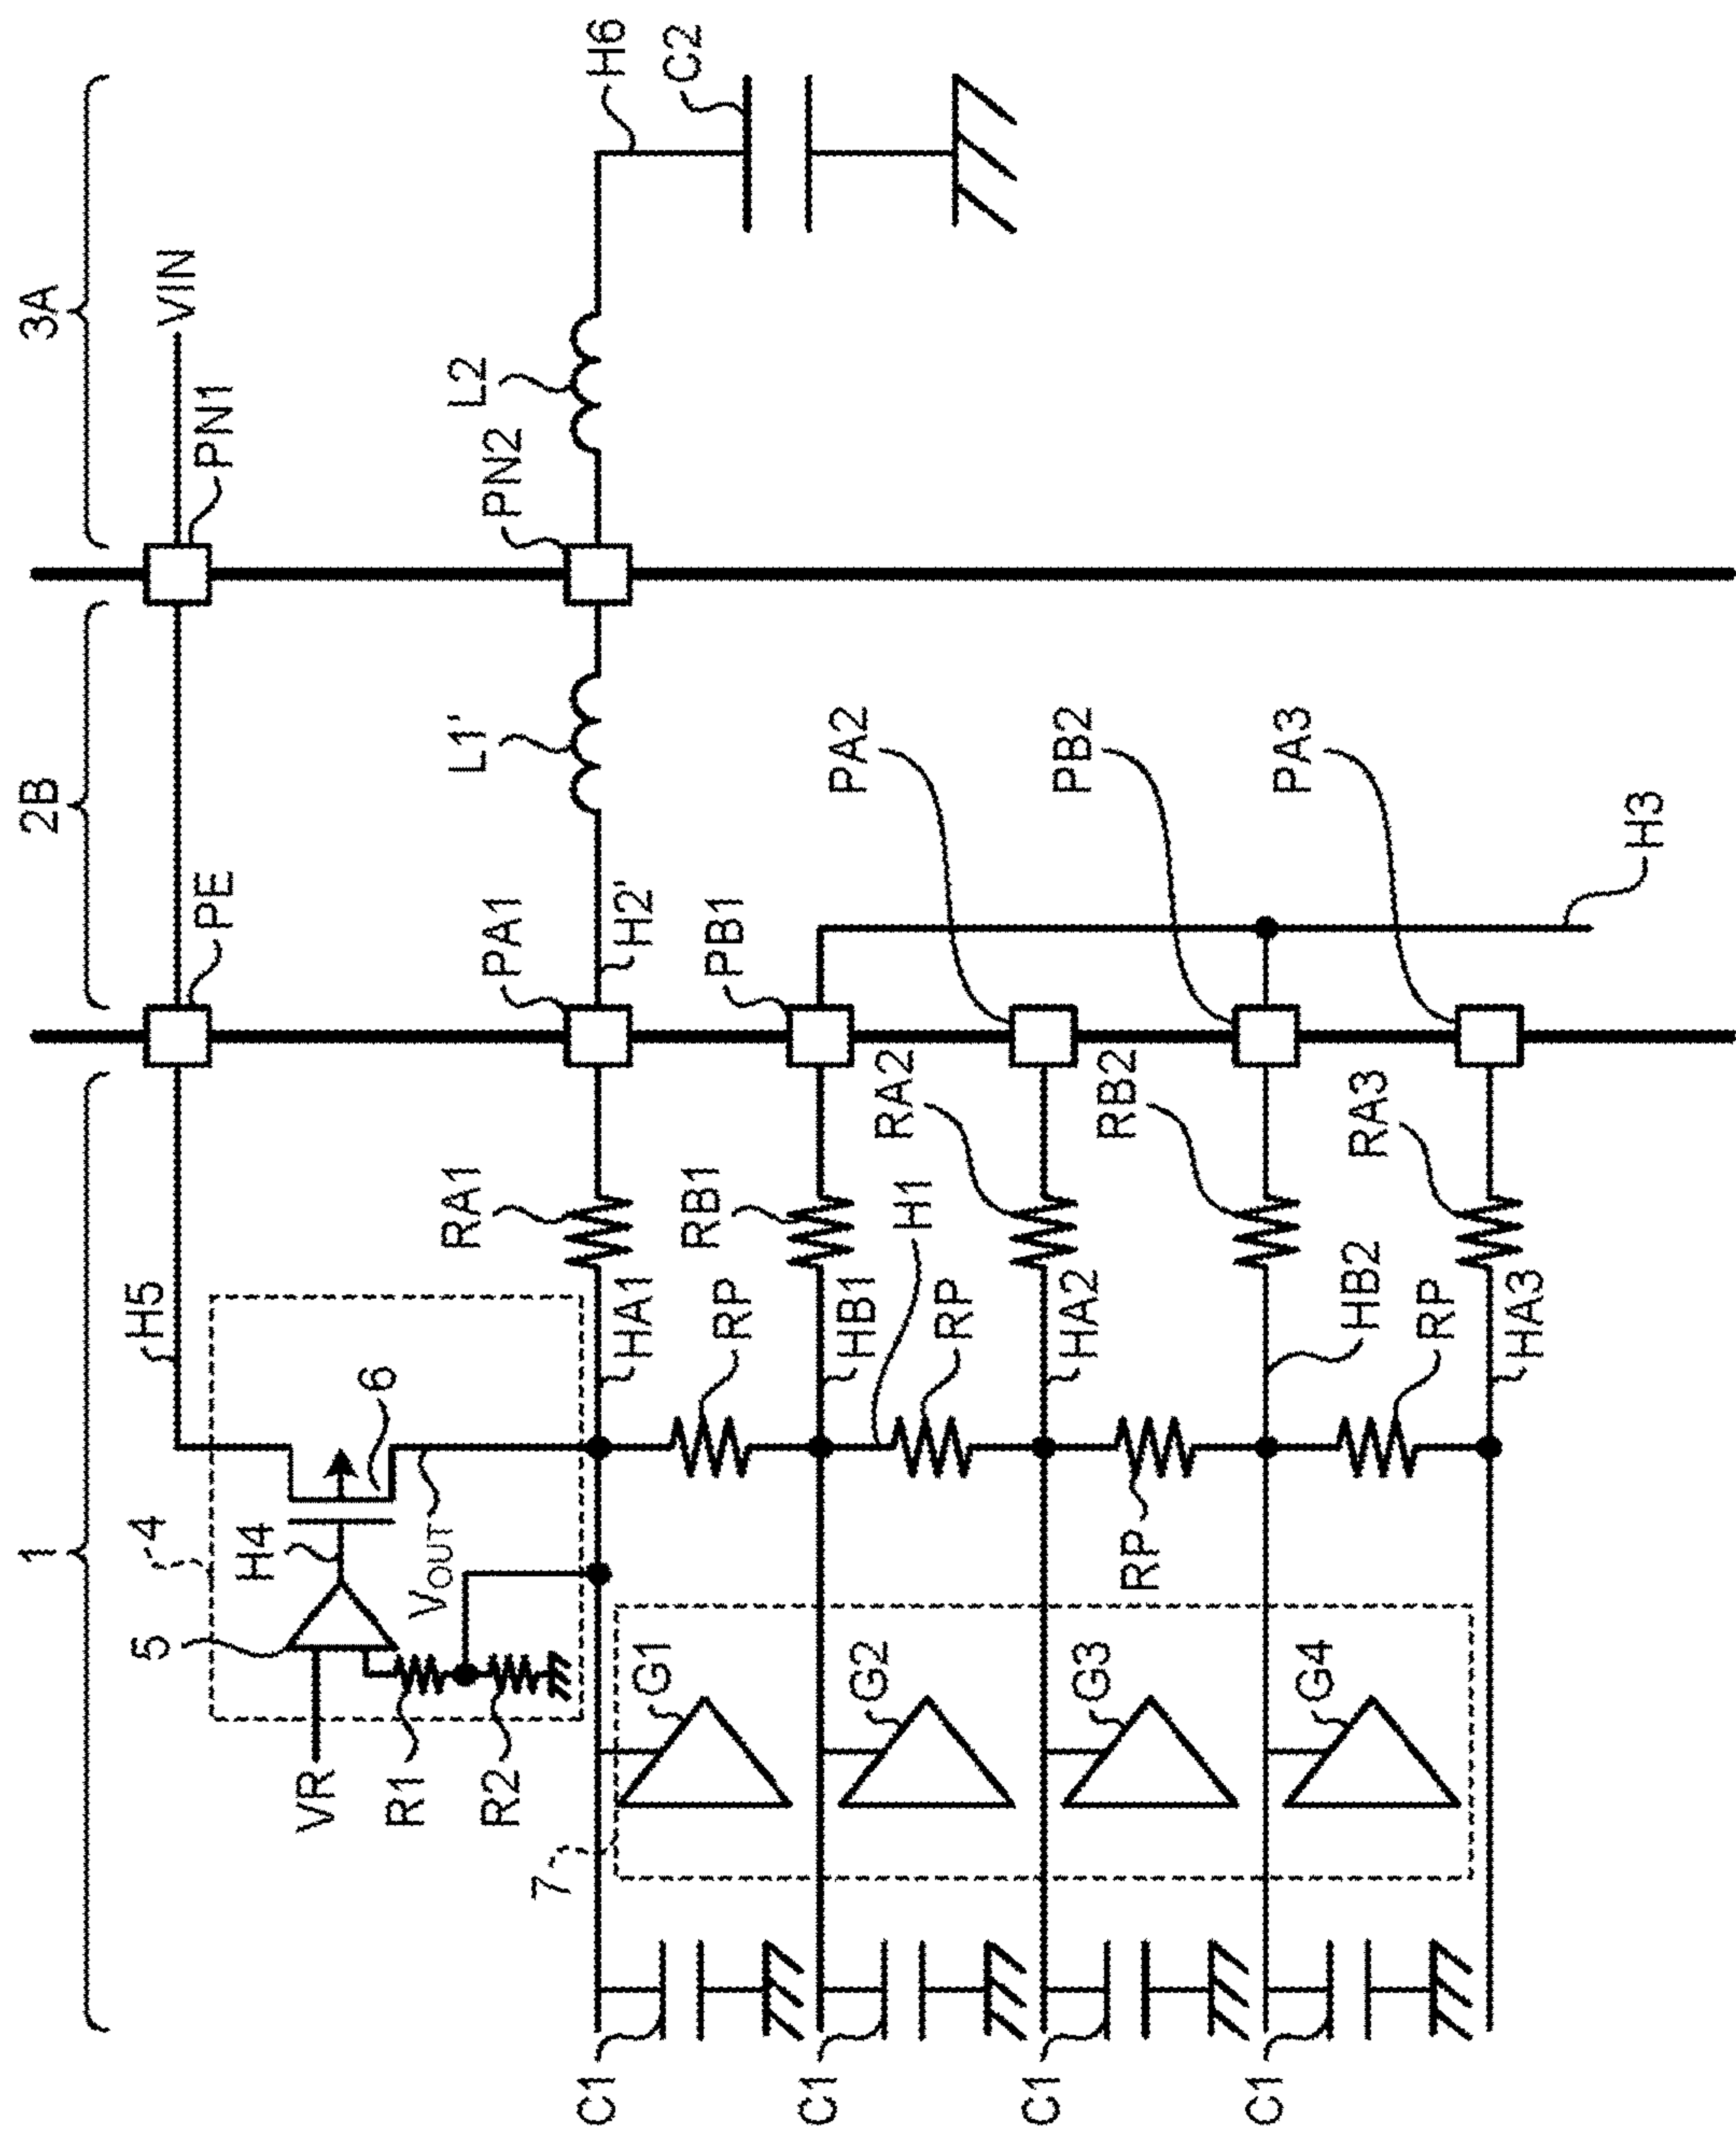 1
2B
3A
H5
PE
PN1
VIN
4
5
H4
6
VR
R1
R2
VOUT
RA1
PA1
H2'
L1'
PN2
L2
H6
C2
7
HA1
G1
C1
RP
RB1
PB1
HB1
G2
C1
RP
H1
RA2
PA2
HA2
G3
C1
RP
RB2
PB2
HB2
G4
C1
RP
RA3
PA3
HA3
H3